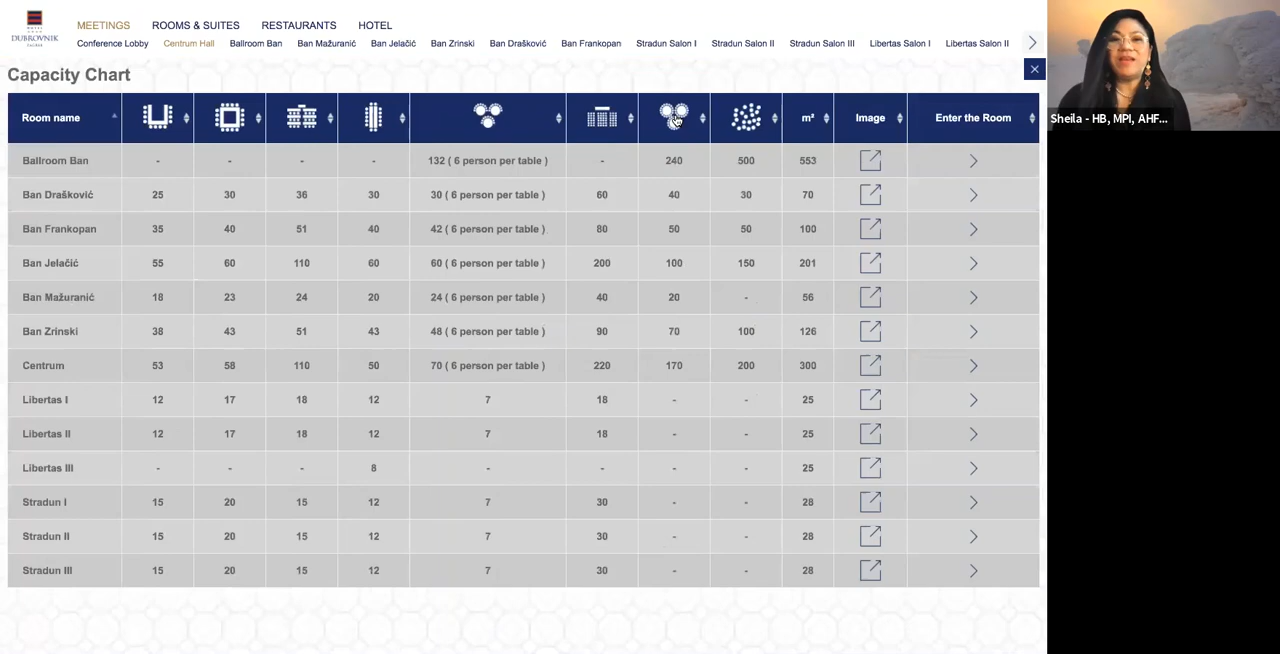 DUBROVNIK
MEETINGS ROOMS & SUITES RESTAURANTS HOTEL
Conference Lobby Centrum Hall Ballroom Ban Ban Mažuranić Ban Jelačić Ban Zrinski Ban Drašković Ban Frankopan Stradun Salon I Stradun Salon II Stradun Salon III Libertas Salon I Libertas Salon II
Capacity Chart
Room name m² Image Enter the Room
Ballroom Ban - - - - 132 ( 6 person per table ) - 240 500 553
Ban Drašković 25 30 36 30 30 ( 6 person per table ) 60 40 30 70
Ban Frankopan 35 40 51 40 42 ( 6 person per table ) 80 50 50 100
Ban Jelačić 55 60 110 60 60 ( 6 person per table ) 200 100 150 201
Ban Mažuranić 18 23 24 20 24 ( 6 person per table ) 40 20 - 56
Ban Zrinski 38 43 51 43 48 ( 6 person per table ) 90 70 100 126
Centrum 53 58 110 50 70 ( 6 person per table ) 220 170 200 300
Libertas I 12 17 18 12 7 18 - - 25
Libertas II 12 17 18 12 7 18 - - 25
Libertas III - - - 8 - - - - 25
Stradun I 15 20 15 12 7 30 - - 28
Stradun II 15 20 15 12 7 30 - - 28
Stradun III 15 20 15 12 7 30 - - 28
Sheila - HB, MPI, AHF...